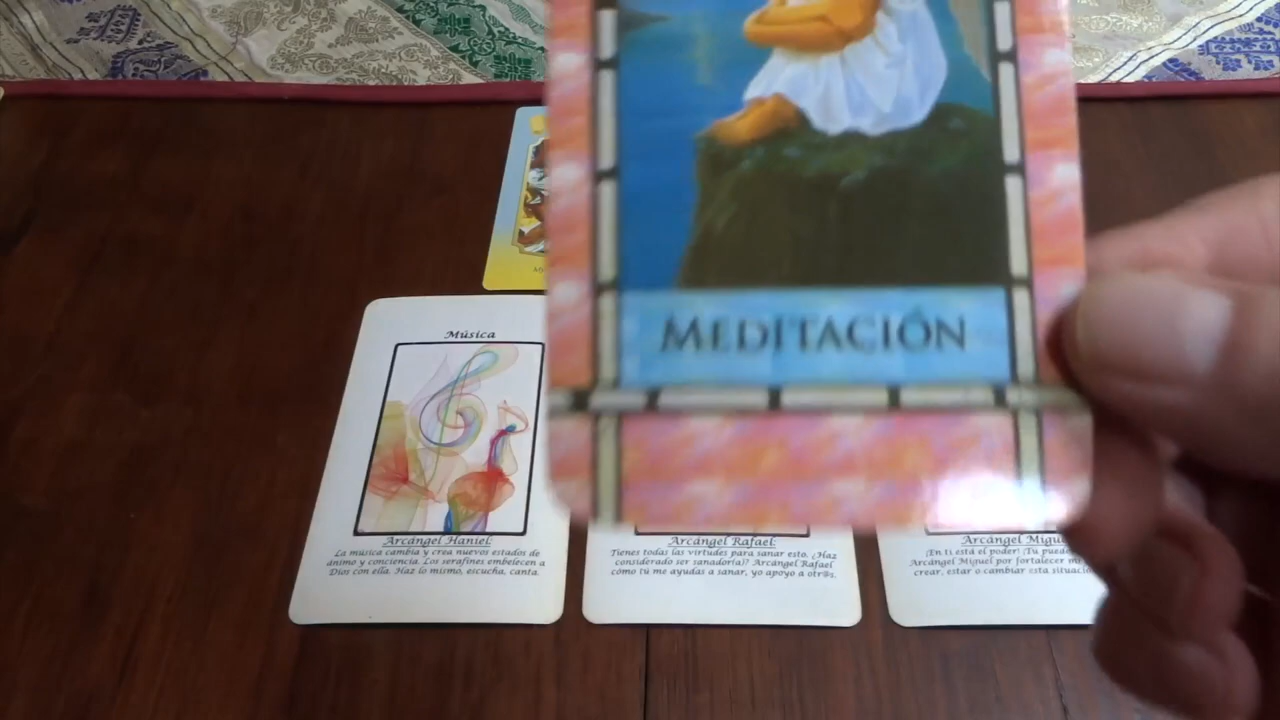 MEDITACIÓN
Música
Arcángel Haniel:
La música cambia y crea nuevos estados de
ánimo y conciencia. Los serafines embelecen a
Dios con ella. Haz lo mismo, escucha, canta.
Arcángel Rafael:
Tienes todas las virtudes para sanar esto. ¿Haz
considerado ser sanador(a)? Arcángel Rafael
cómo tú me ayudas a sanar, yo apoyo a otr@s.
Arcángel Migu
¡En ti está el poder! ¡Tú pued
Arcángel Miguel por fortalecer m
crear, estar o cambiar esta situació